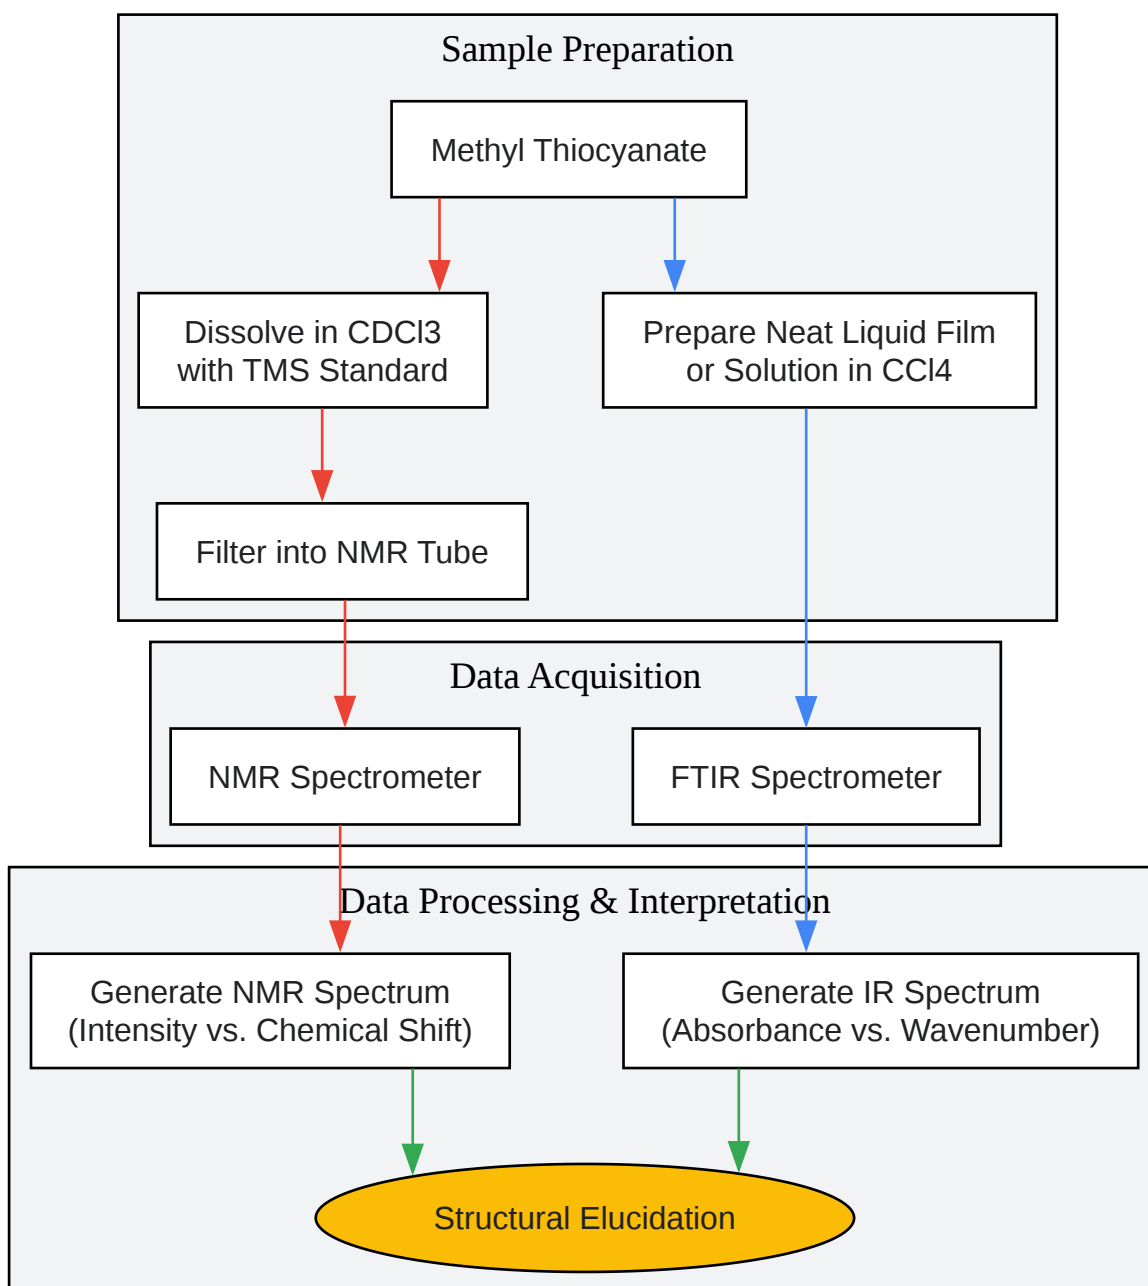 Sample Preparation
Methyl Thiocyanate
Dissolve in CDCl3
with TMS Standard
Prepare Neat Liquid Film
or Solution in CCl4
Filter into NMR Tube
Data Acquisition
NMR Spectrometer
FTIR Spectrometer
Data Processing & Interpretation
Generate NMR Spectrum
(Intensity vs. Chemical Shift)
Generate IR Spectrum
(Absorbance vs. Wavenumber)
Structural Elucidation